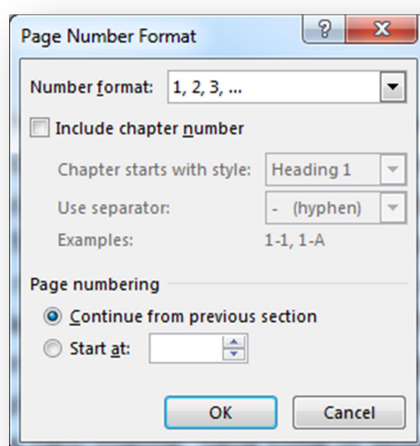 Page Number Format
Number format: 1, 2, 3, ...
Include chapter number
Chapter starts with style: Heading 1
Use separator: - (hyphen)
Examples: 1-1, 1-A
Page numbering
Continue from previous section
Start at:
OK Cancel